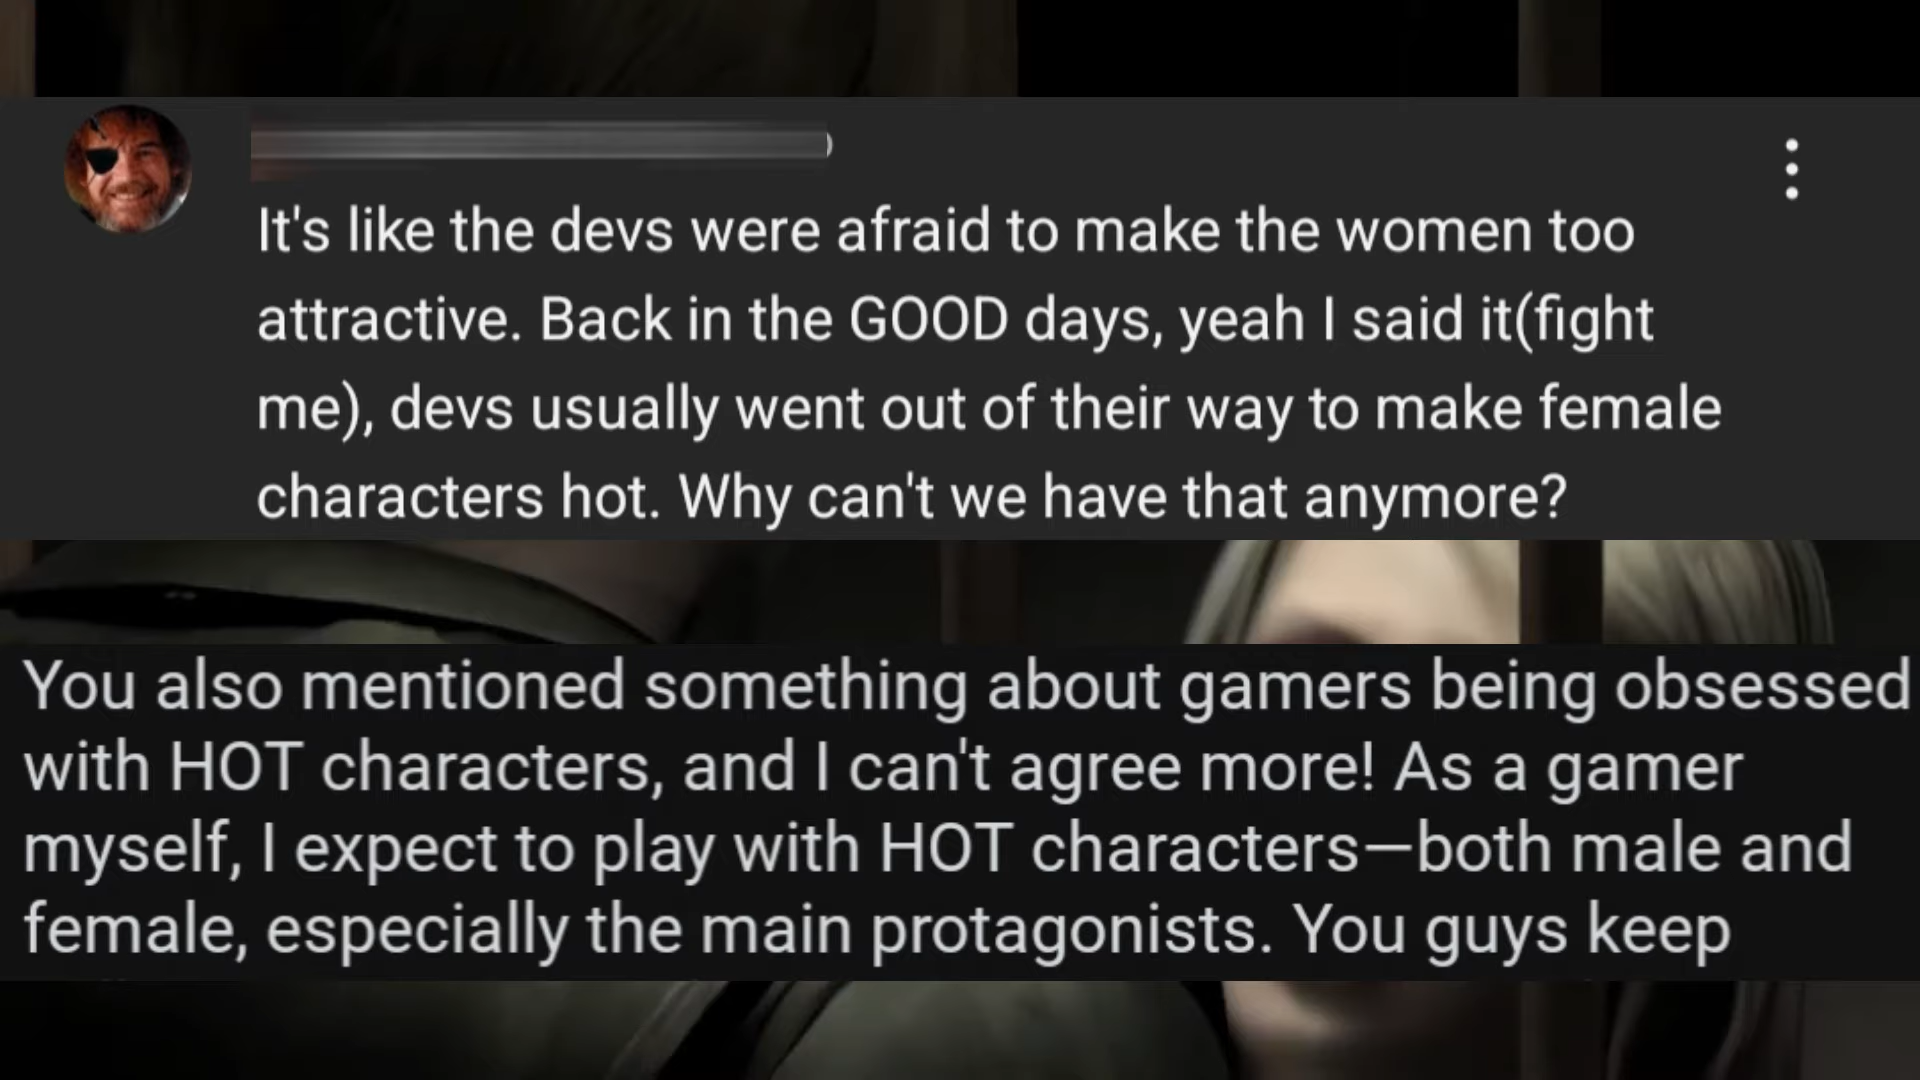 It's like the devs were afraid to make the women too
attractive. Back in the GOOD days, yeah I said it(fight
me), devs usually went out of their way to make female
characters hot. Why can't we have that anymore?
You also mentioned something about gamers being obsessed
with HOT characters, and I can't agree more! As a gamer
myself, I expect to play with HOT characters—both male and
female, especially the main protagonists. You guys keep